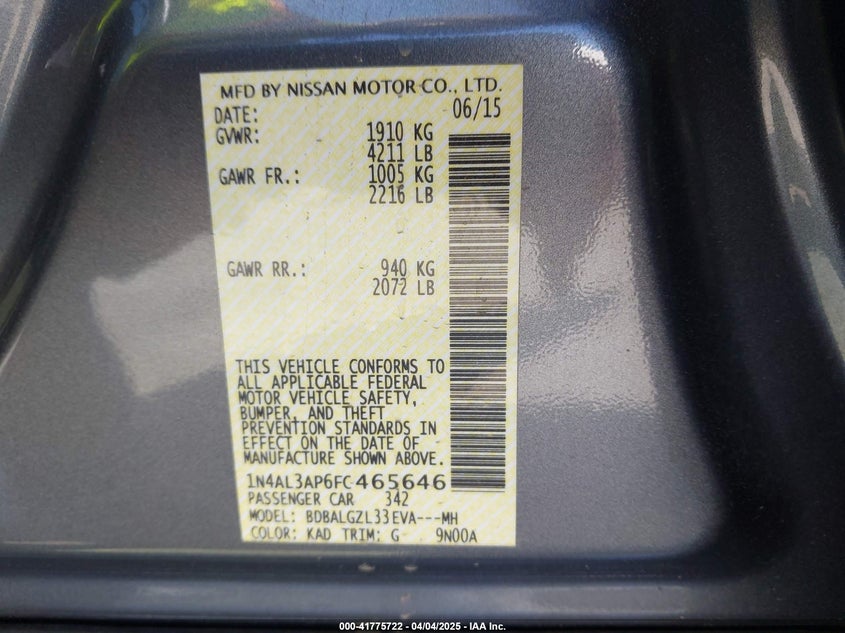 MFD BY NISSAN MOTOR CO., LTD.
DATE: 06/15
GVWR: 1910 KG
4211 LB
GAWR FR.: 1005 KG
2216 LB
GAWR RR.: 940 KG
2072 LB
THIS VEHICLE CONFORMS TO
ALL APPLICABLE FEDERAL
MOTOR VEHICLE SAFETY,
BUMPER, AND THEFT
PREVENTION STANDARDS IN
EFFECT ON THE DATE OF
MANUFACTURE SHOWN ABOVE.
1N4AL3AP6FC465646
PASSENGER CAR 342
MODEL: BDBALGZL33EVA---MH
COLOR: KAD TRIM: G 9N00A
000-41775722 - 04/04/2025 - IAA Inc.